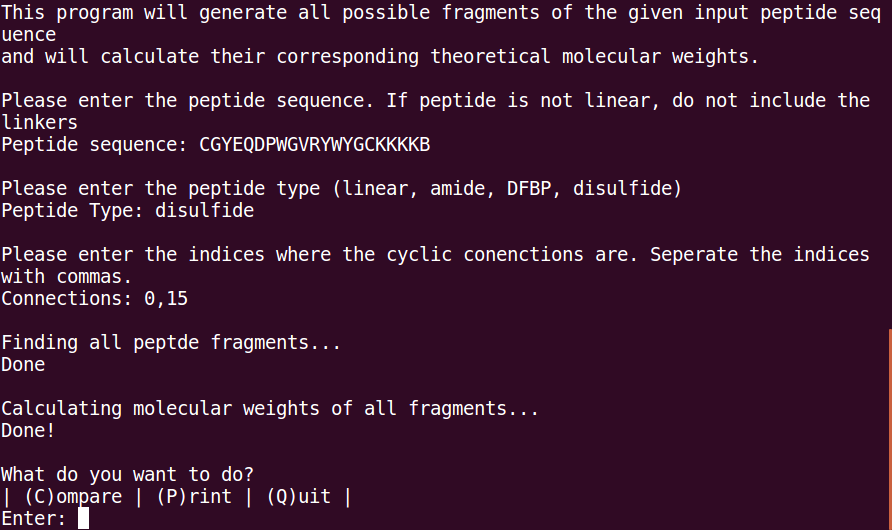 This program will generate all possible fragments of the given input peptide seq
uence
and will calculate their corresponding theoretical molecular weights.
Please enter the peptide sequence. If peptide is not linear, do not include the
linkers
Peptide sequence: CGYEQDPWGVRYWYGCKKKKB
Please enter the peptide type (linear, amide, DFBP, disulfide)
Peptide Type: disulfide
Please enter the indices where the cyclic conenctions are. Seperate the indices
with commas.
Connections: 0,15
Finding all peptde fragments...
Done
Calculating molecular weights of all fragments...
Done!
What do you want to do?
| (C)ompare | (P)rint | (Q)uit |
Enter: